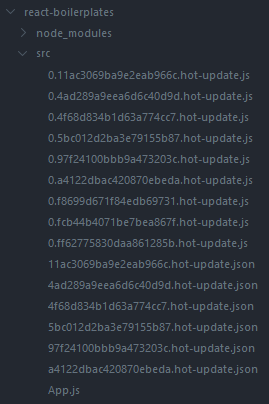 react-boilerplates
node_modules
src
0.11ac3069ba9e2eab966c.hot-update.js
0.4ad289a9eea6d6c40d9d.hot-update.js
0.4f68d834b1d63a774cc7.hot-update.js
0.5bc012d2ba3e79155b87.hot-update.js
0.97f24100bbb9a473203c.hot-update.js
0.a4122dbac420870ebeda.hot-update.js
0.f8699d671f84edb69731.hot-update.js
0.fcb44b4071be7bea867f.hot-update.js
0.ff62775830daa861285b.hot-update.js
11ac3069ba9e2eab966c.hot-update.json
4ad289a9eea6d6c40d9d.hot-update.json
4f68d834b1d63a774cc7.hot-update.json
5bc012d2ba3e79155b87.hot-update.json
97f24100bbb9a473203c.hot-update.json
a4122dbac420870ebeda.hot-update.json
App.js